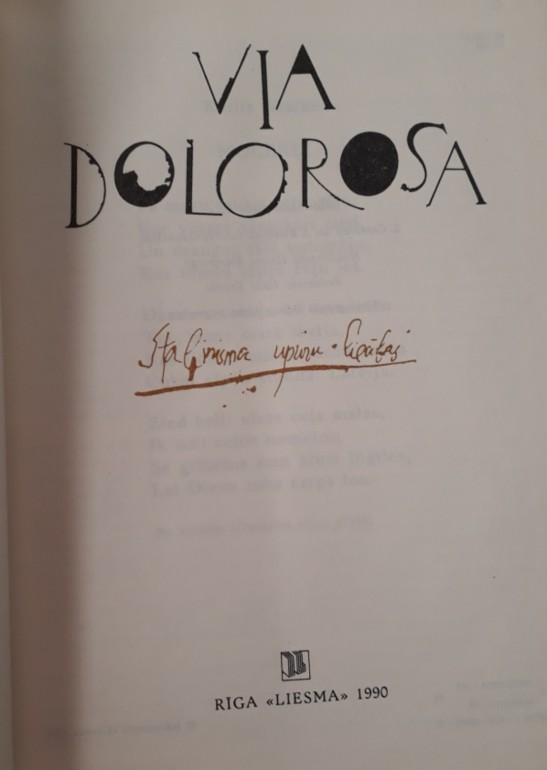 VIA
DOLOROSA
Staļinisma upuru liecības
RIGA «LIESMA» 1990